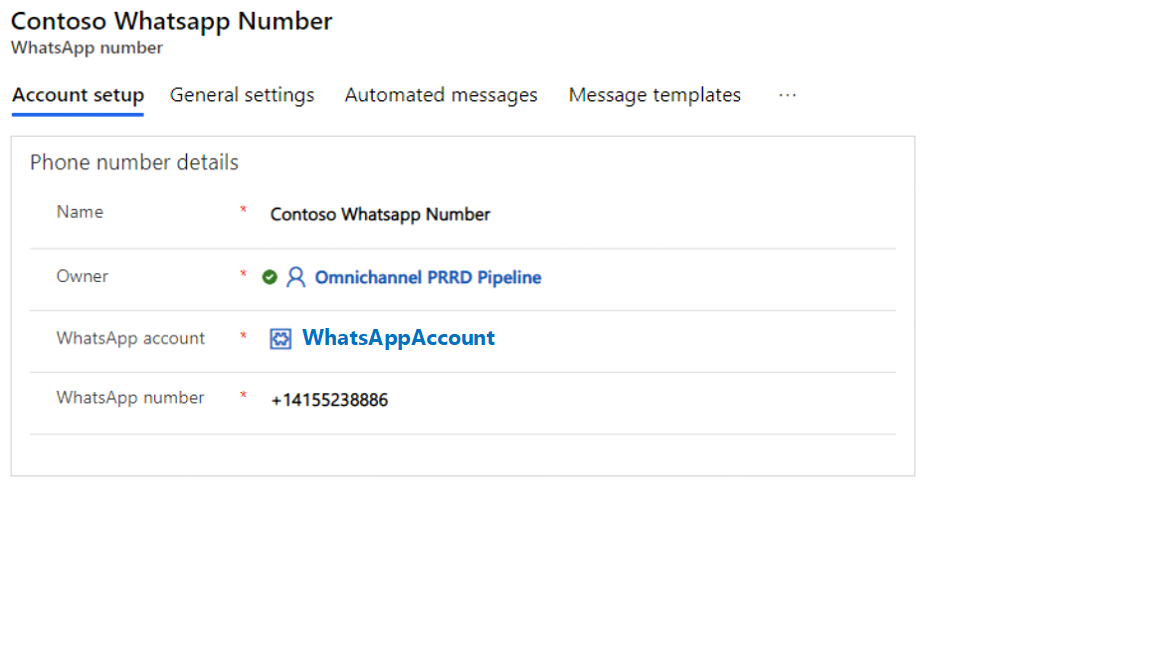 Contoso Whatsapp Number
WhatsApp number
Account setup General settings Automated messages Message templates ...
Phone number details
Name * Contoso Whatsapp Number
Owner * Omnichannel PRRD Pipeline
WhatsApp account * WhatsAppAccount
WhatsApp number * +14155238886